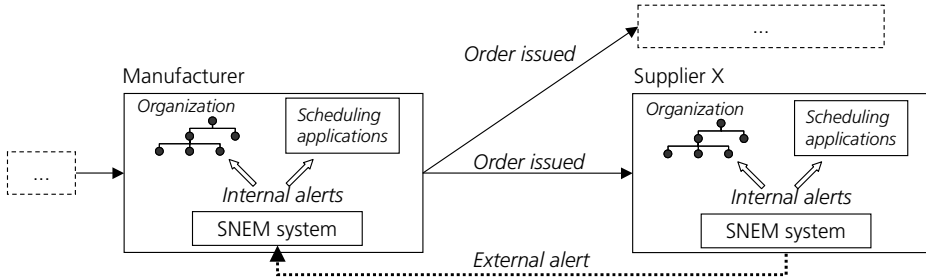 ...
Order issued
Manufacturer
Supplier X
Organization
Scheduling
applications
Organization
Scheduling
applications
...
Order issued
Internal alerts
Internal alerts
SNEM system
SNEM system
External alert